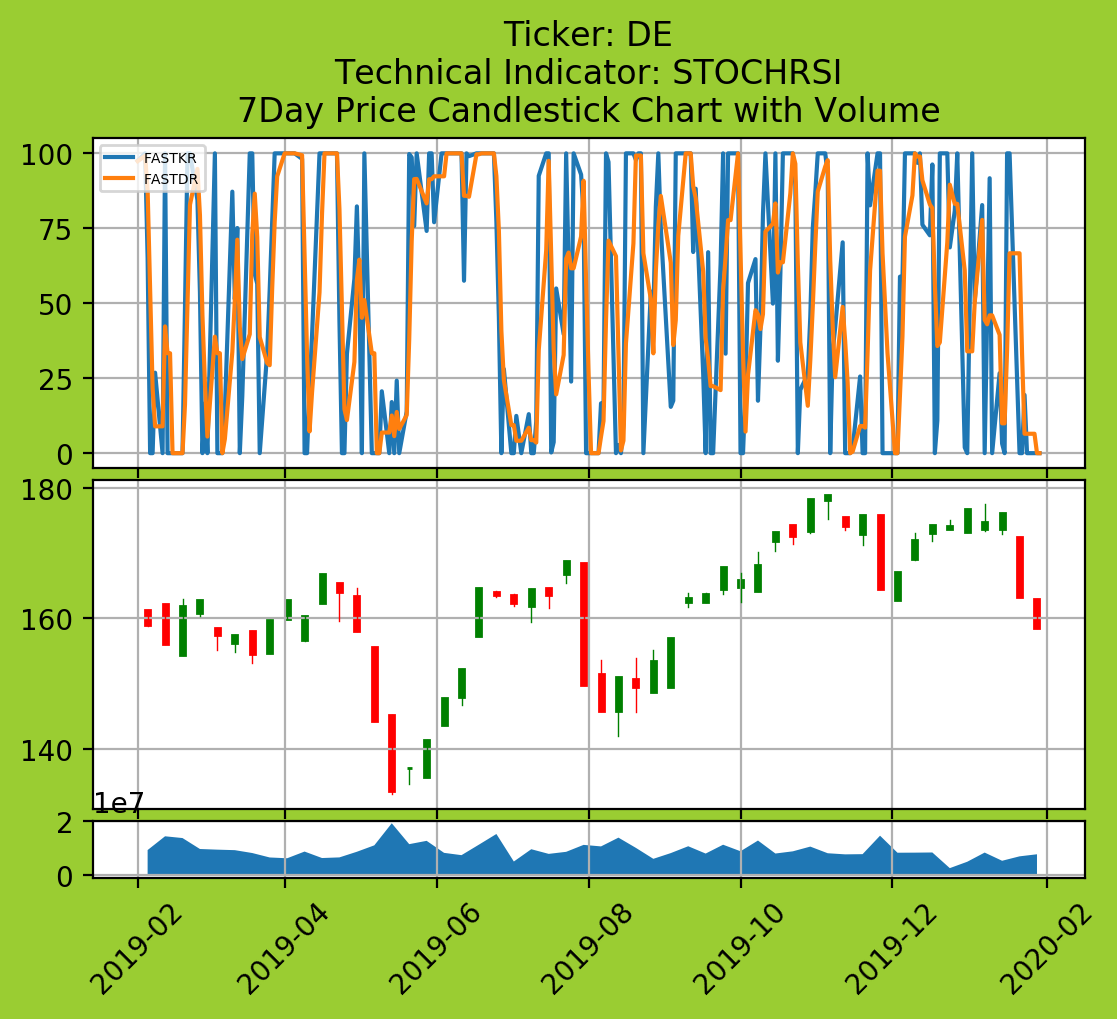 Ticker: DE
Technical Indicator: STOCHRSI
7Day Price Candlestick Chart with Volume
100
75
50
25
0
FASTKR
FASTDR
180
160
140
1e7
2
0
2019-02
2019-04
2019-06
2019-08
2019-10
2019-12
2020-02